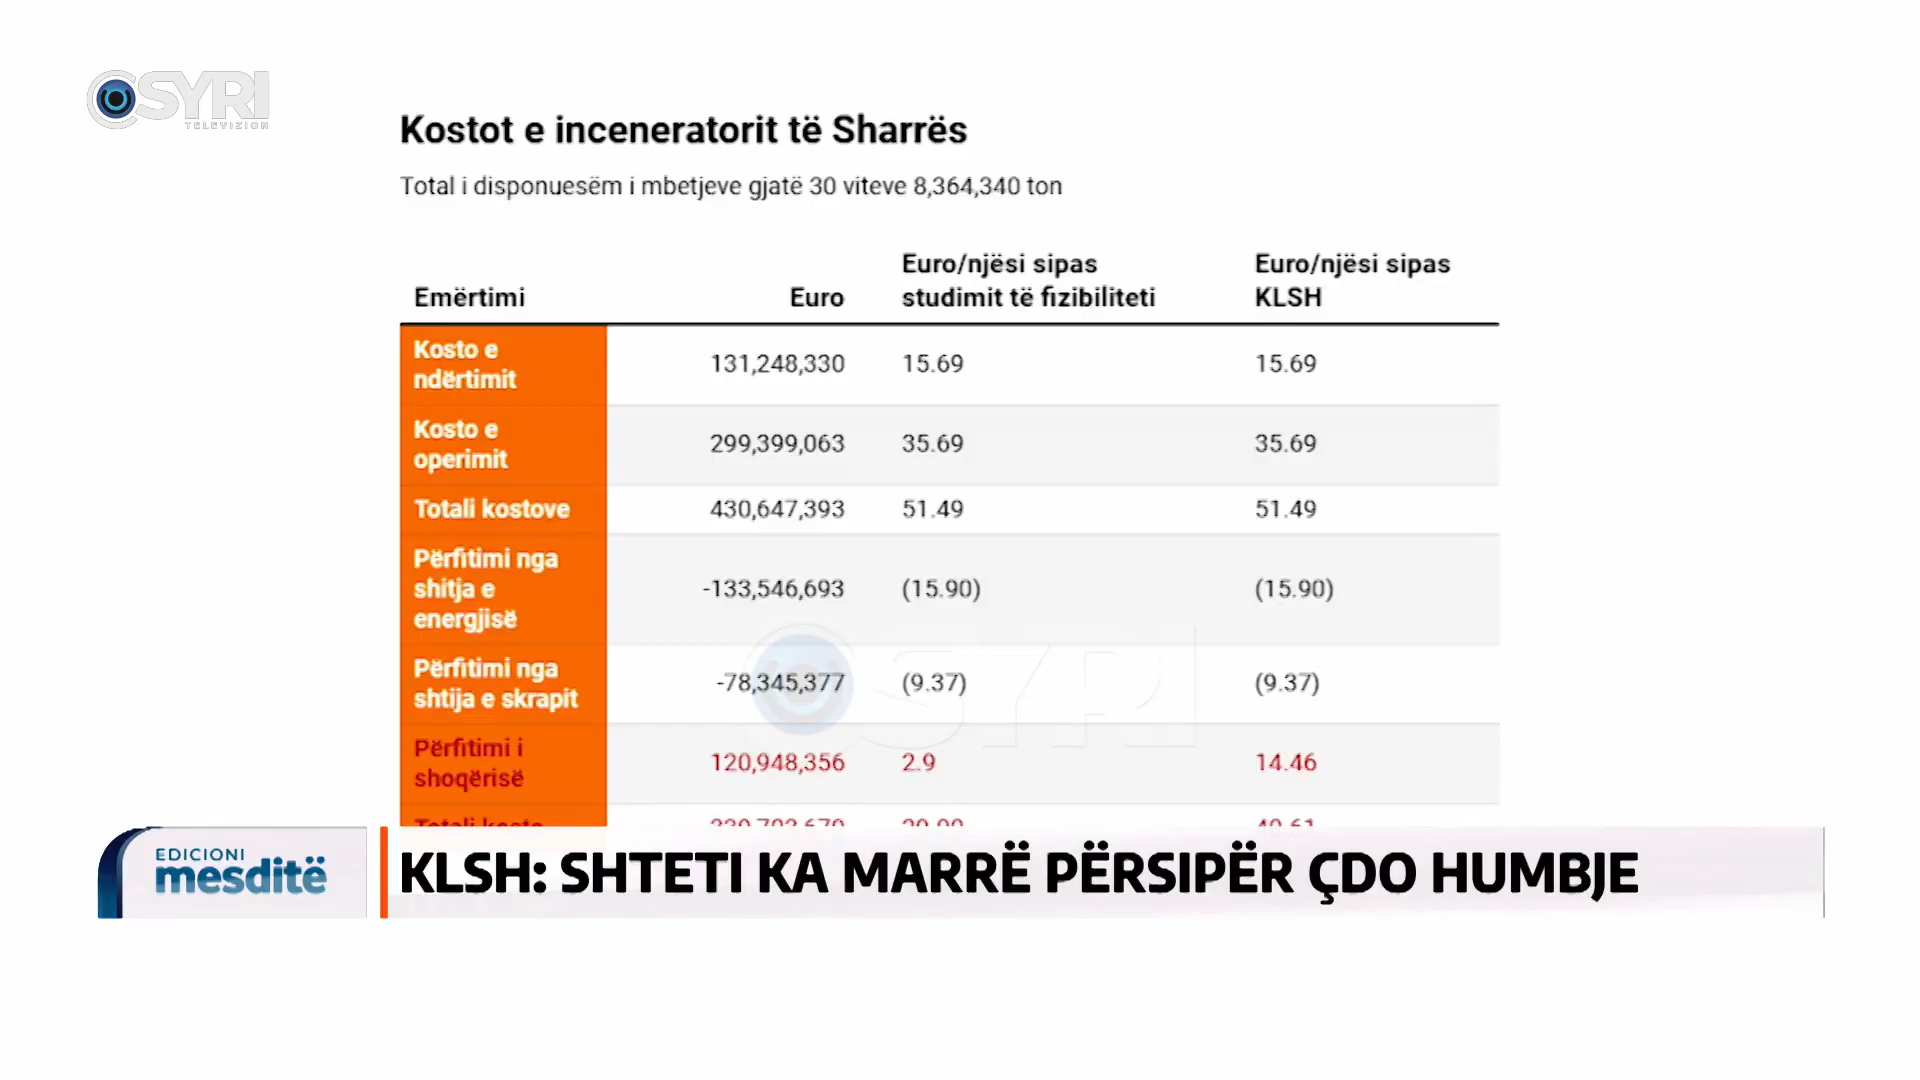 SYRI
TELEVIZION
Kostot e inceneratorit të Sharrës
Total i disponuesëm i mbetjeve gjatë 30 viteve 8,364,340 ton
Emërtimi
Euro
Euro/njësi sipas
studimit të fizibiliteti
Euro/njësi sipas
KLSH
Kosto e
ndërtimit
131,248,330
15.69
15.69
Kosto e
operimit
299,399,063
35.69
35.69
Totali kostove
430,647,393
51.49
51.49
Përfitimi nga
shitja e
energjisë
-133,546,693
(15.90)
(15.90)
Përfitimi nga
shtija e skrapit
-78,345,377
(9.37)
(9.37)
SYRI
Përfitimi i
shoqërisë
120,948,356
2.9
14.46
Totali kosto
EDICIONI
mesditë
KLSH: SHTETI KA MARRË PËRSIPËR ÇDO HUMBJE